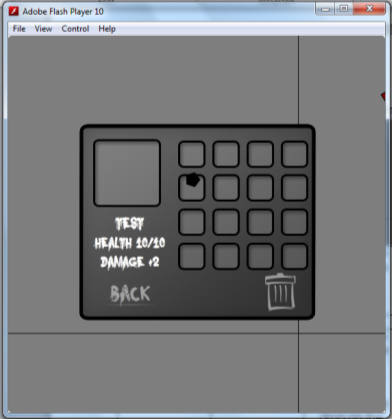 Adobe Flash Player 10
File View Control Help
TEST
HEALTH 10/10
DAMAGE +2
BACK